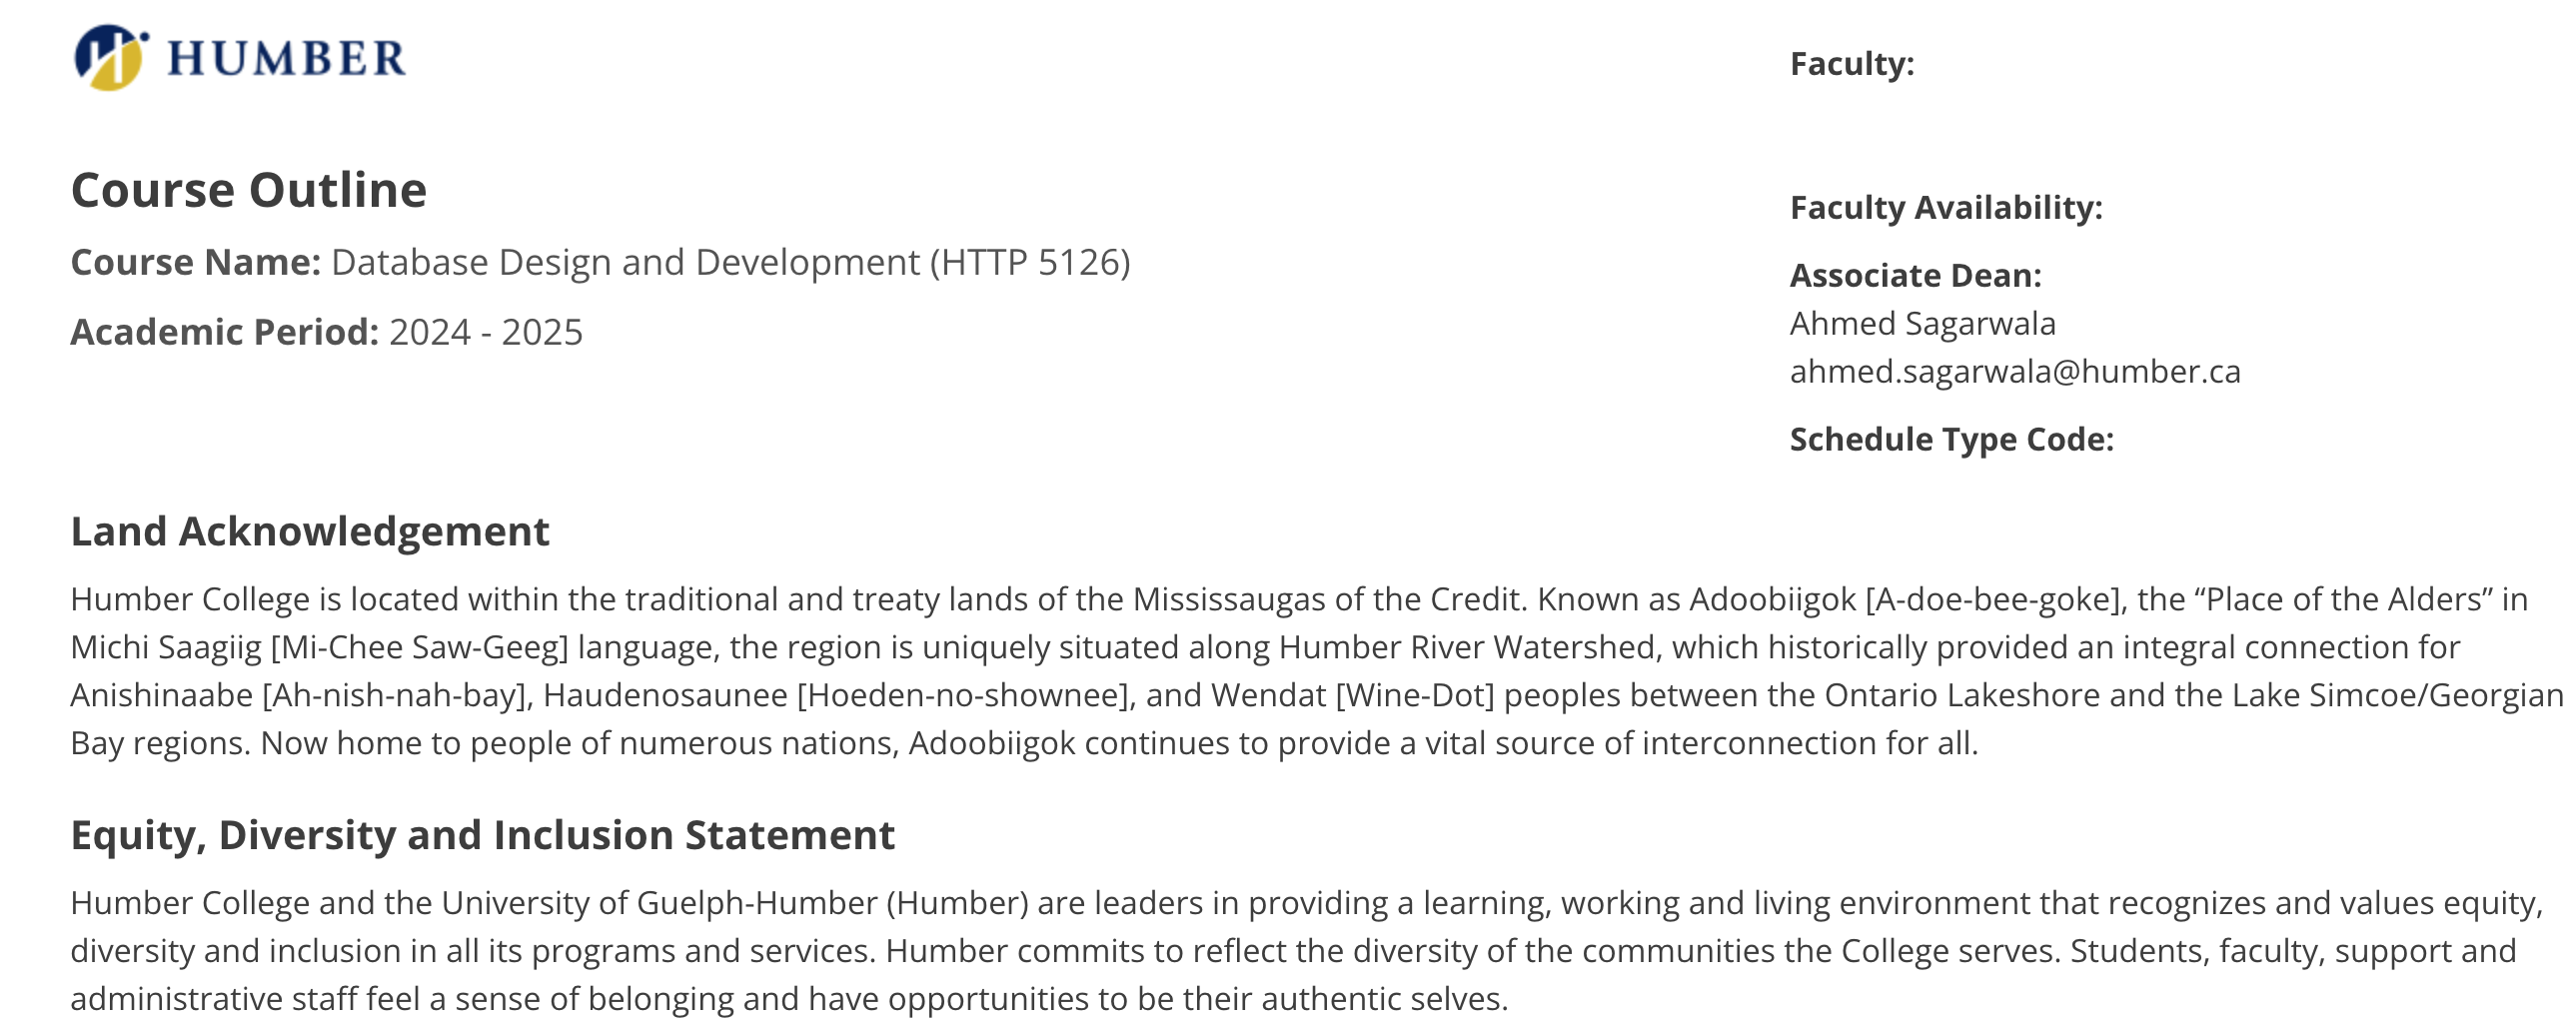 HUMBER
Course Outline
Course Name: Database Design and Development (HTTP 5126)
Academic Period: 2024 - 2025
Faculty:
Faculty Availability:
Associate Dean:
Ahmed Sagarwala
ahmed.sagarwala@humber.ca
Schedule Type Code:
Land Acknowledgement
Humber College is located within the traditional and treaty lands of the Mississaugas of the Credit. Known as Adoobiigok [A-doe-bee-goke], the “Place of the Alders” in
Michi Saagiig [Mi-Chee Saw-Geeg] language, the region is uniquely situated along Humber River Watershed, which historically provided an integral connection for
Anishinaabe [Ah-nish-nah-bay], Haudenosaunee [Hoeden-no-shownee], and Wendat [Wine-Dot] peoples between the Ontario Lakeshore and the Lake Simcoe/Georgian
Bay regions. Now home to people of numerous nations, Adoobiigok continues to provide a vital source of interconnection for all.
Equity, Diversity and Inclusion Statement
Humber College and the University of Guelph-Humber (Humber) are leaders in providing a learning, working and living environment that recognizes and values equity,
diversity and inclusion in all its programs and services. Humber commits to reflect the diversity of the communities the College serves. Students, faculty, support and
administrative staff feel a sense of belonging and have opportunities to be their authentic selves.